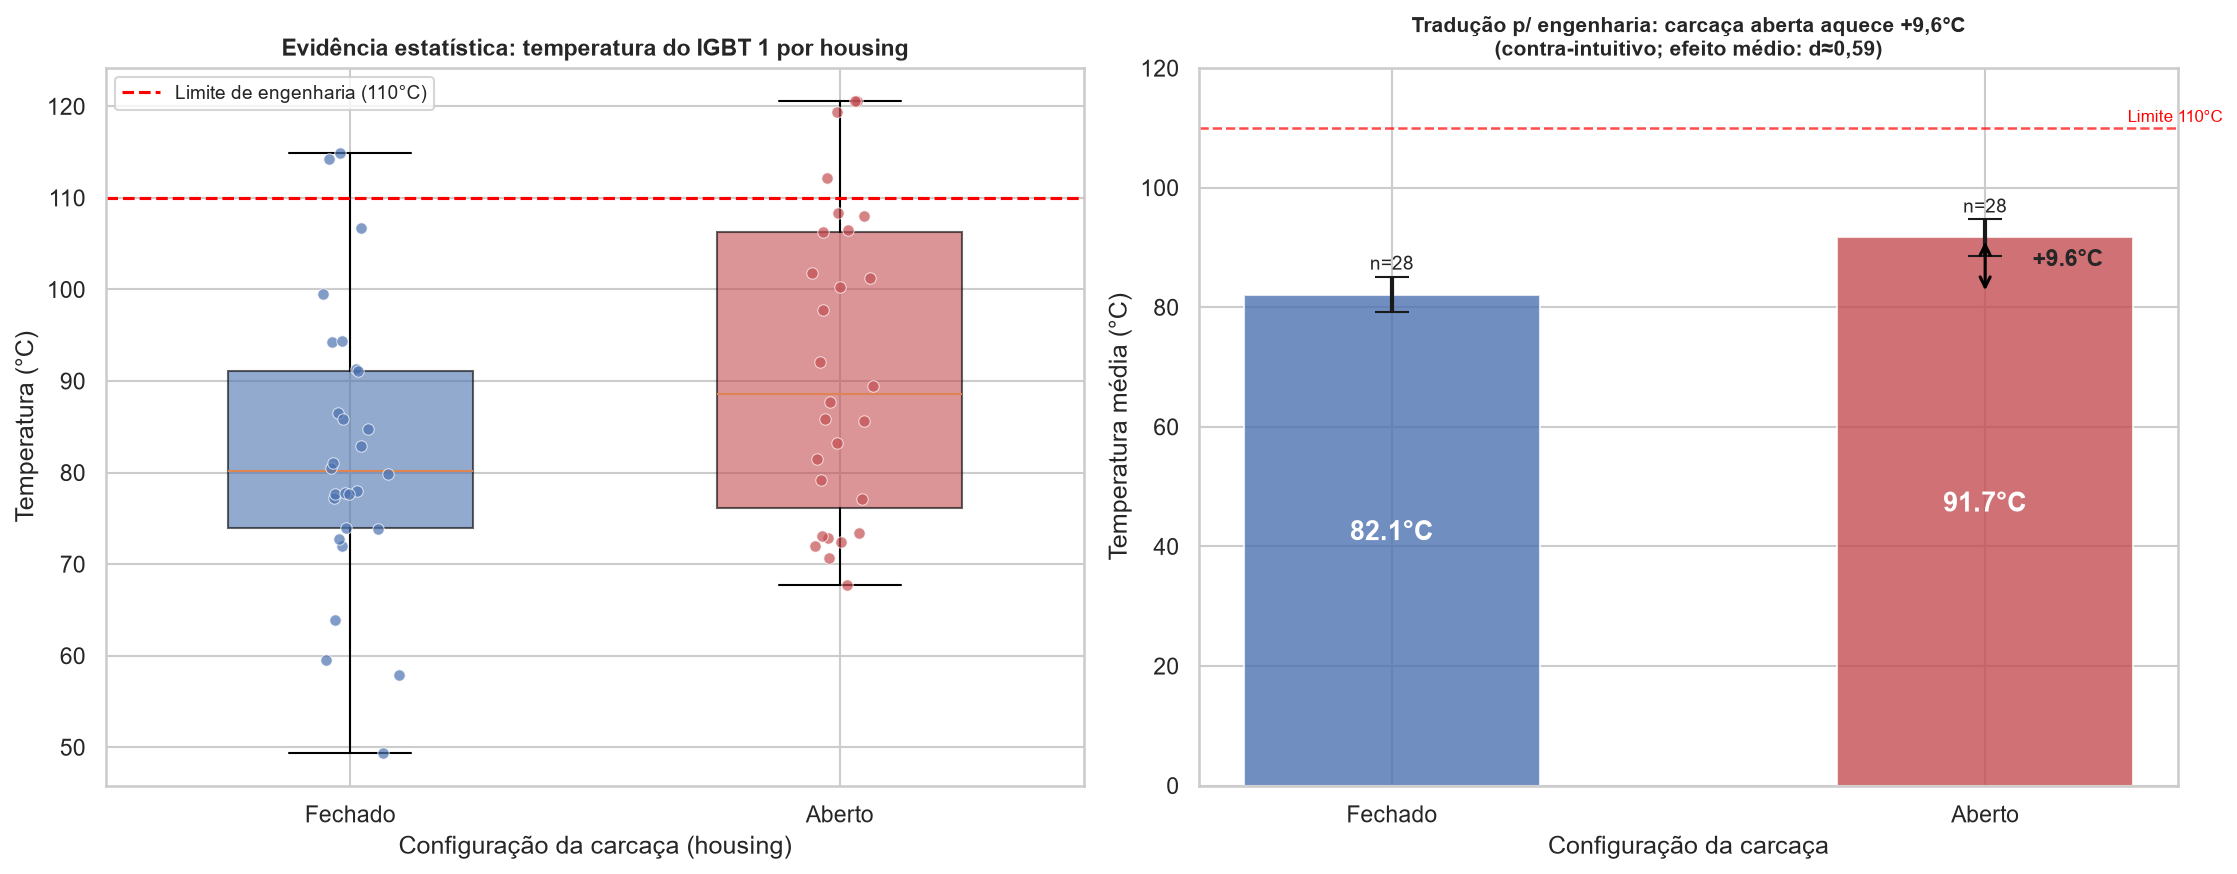 Evidência estatística: temperatura do IGBT 1 por housing
Limite de engenharia (110°C)
Temperatura (°C)
120
110
100
90
80
70
60
50
Fechado
Aberto
Configuração da carcaça (housing)
Tradução p/ engenharia: carcaça aberta aquece +9,6°C
(contra-intuitivo; efeito médio: d≈0,59)
Temperatura média (°C)
120
100
80
60
40
20
0
Limite 110°C
n=28
n=28
+9.6°C
82.1°C
91.7°C
Fechado
Aberto
Configuração da carcaça